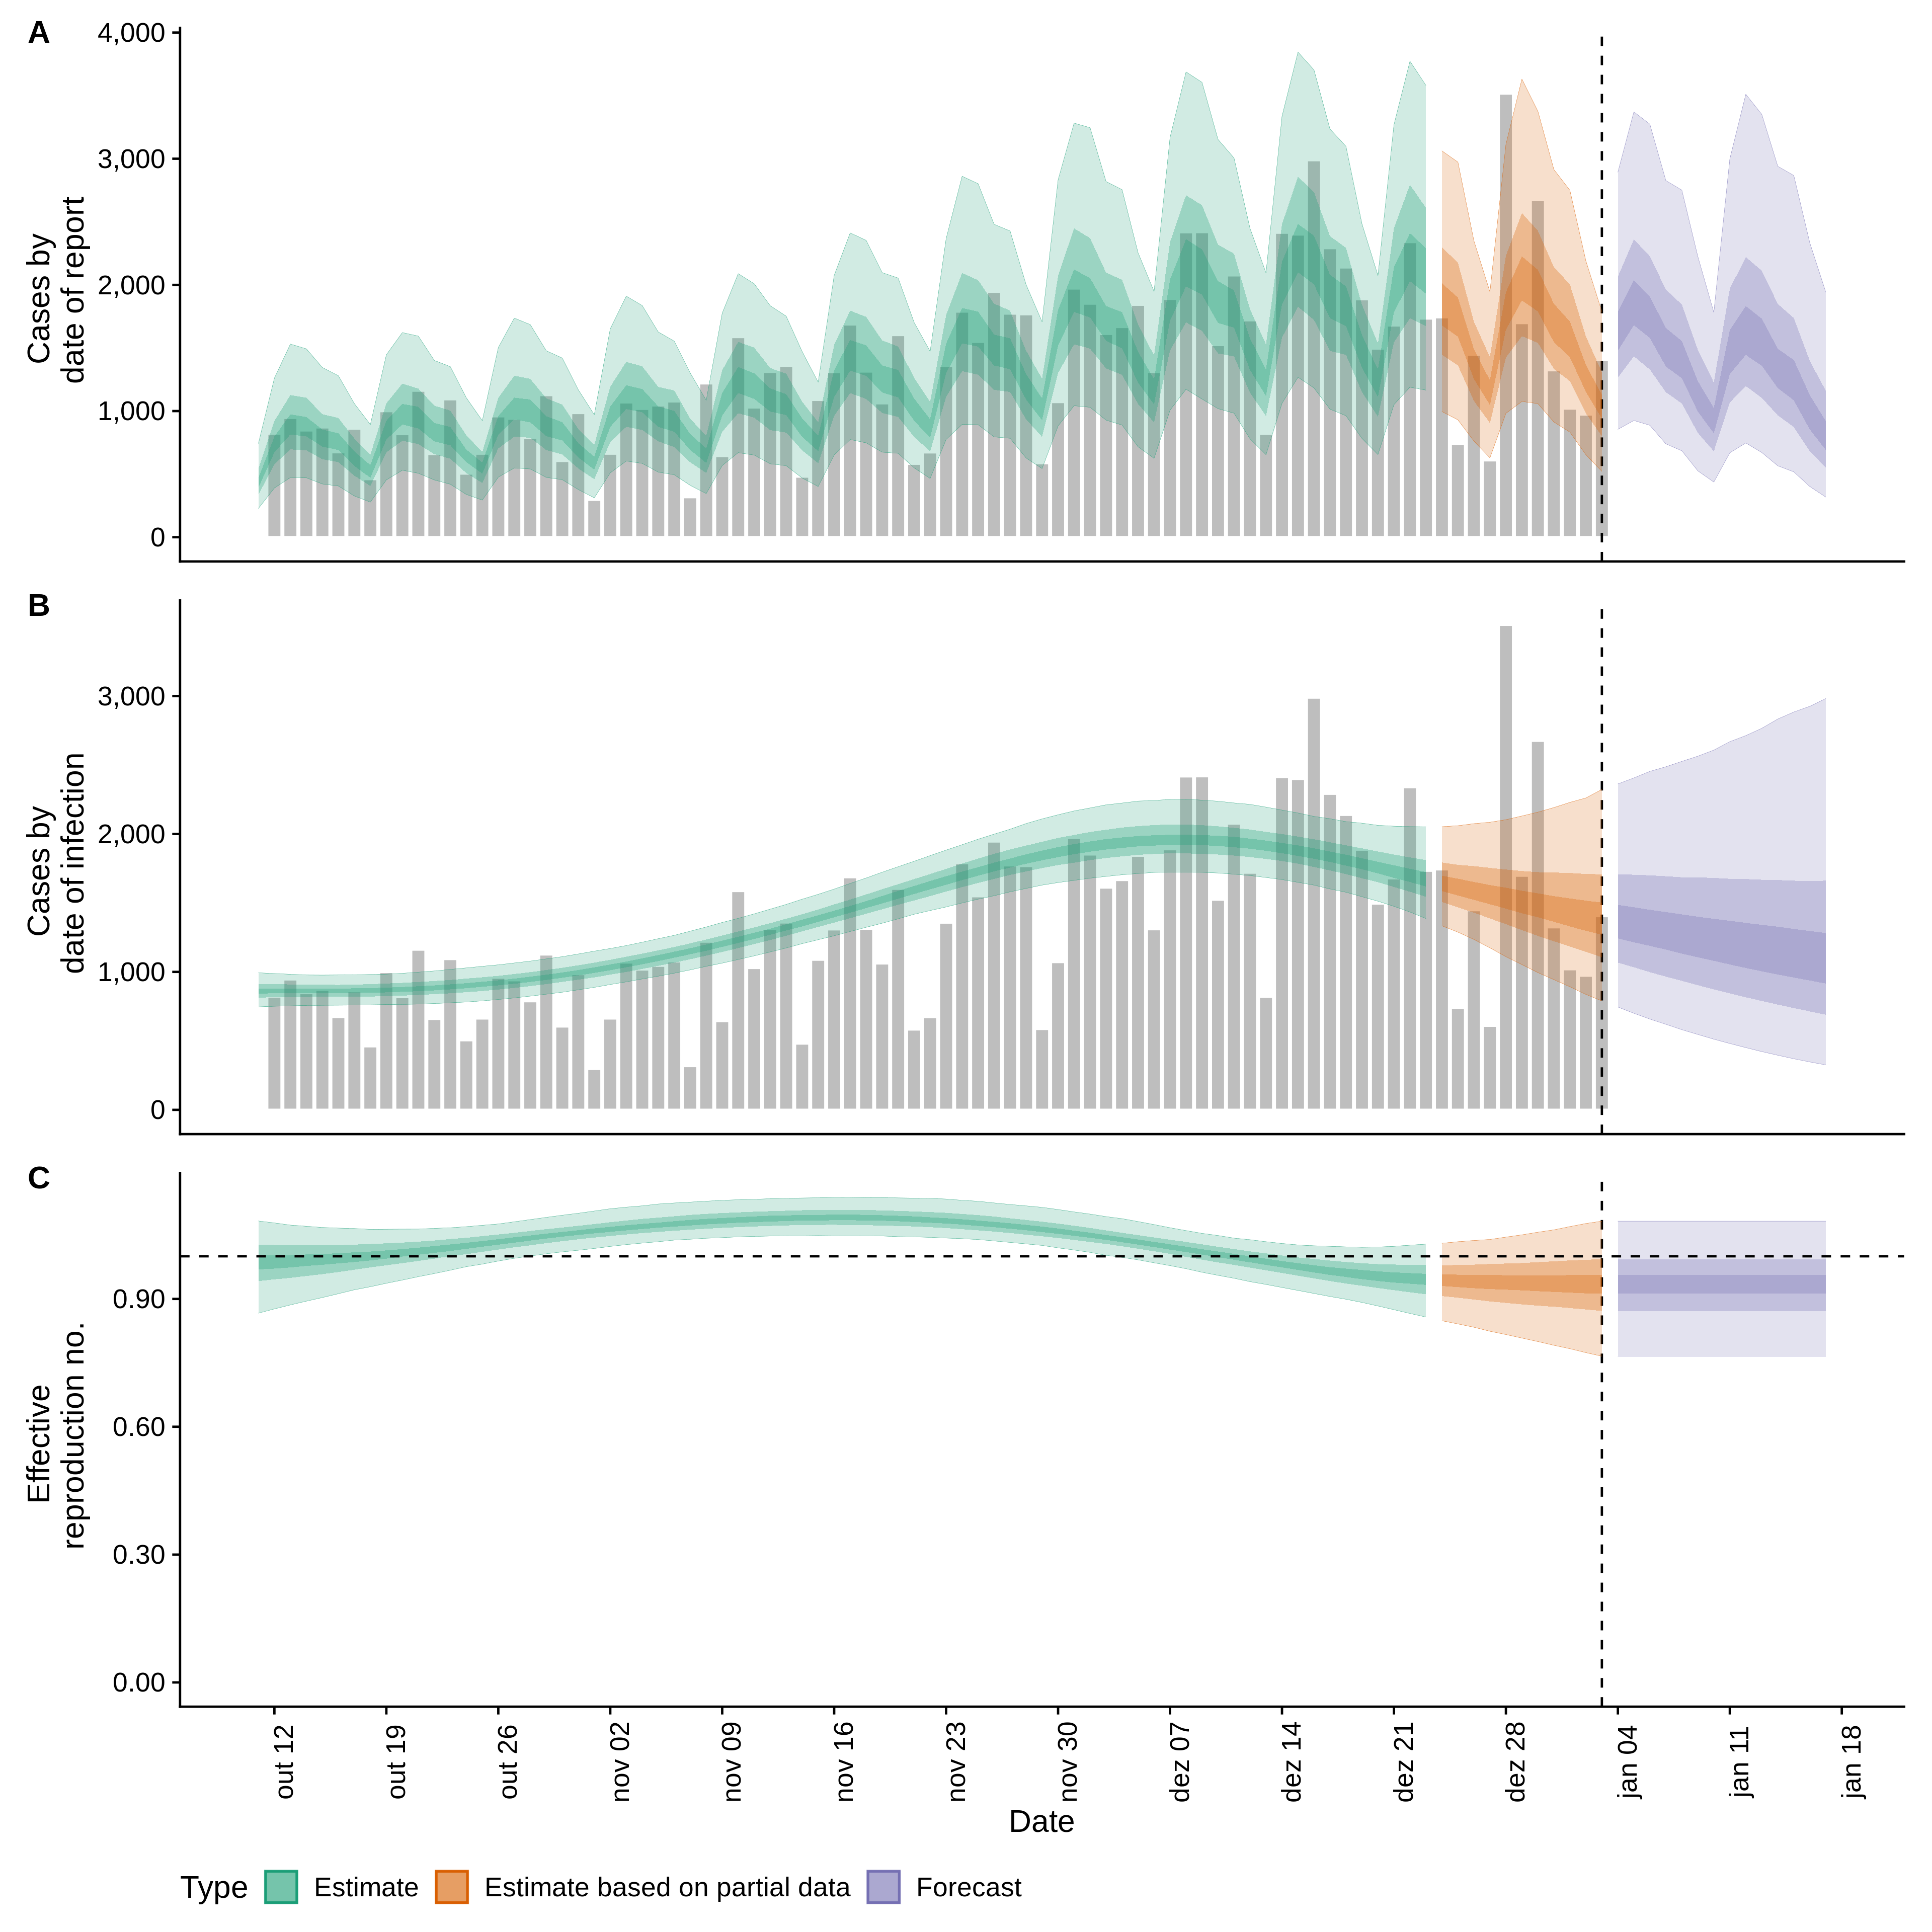 A
4,000
3,000
2,000
1,000
0
Cases by
date of report
B
3,000
2,000
1,000
0
Cases by
date of infection
C
0.90
0.60
0.30
0.00
Effective
reproduction no.
out 12
out 19
out 26
nov 02
nov 09
nov 16
nov 23
nov 30
dez 07
dez 14
dez 21
dez 28
jan 04
jan 11
jan 18
Date
Type Estimate Estimate based on partial data Forecast